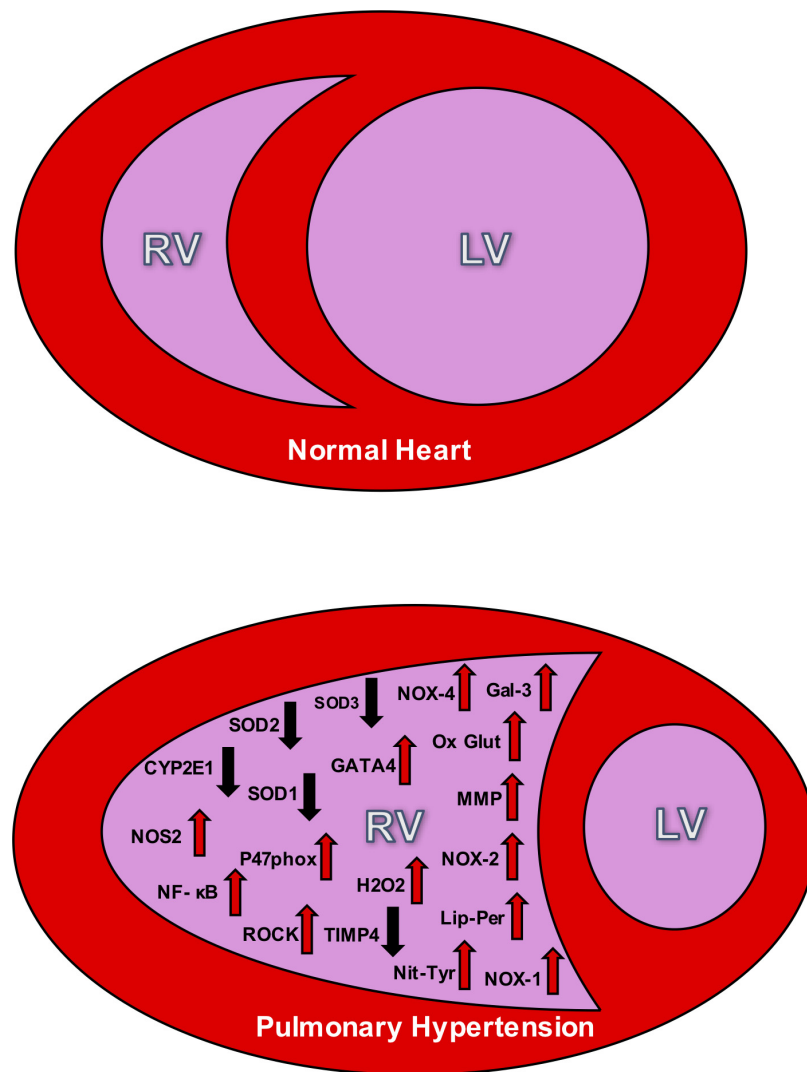 RV
LV
Normal Heart
SOD3
NOX-4
Gal-3
SOD2
Ox Glut
CYP2E1
GATA4
SOD1
MMP
NOS2
RV
LV
P47phox
NOX-2
NF- κB
H2O2
Lip-Per
ROCK
TIMP4
Nit-Tyr
NOX-1
Pulmonary Hypertension